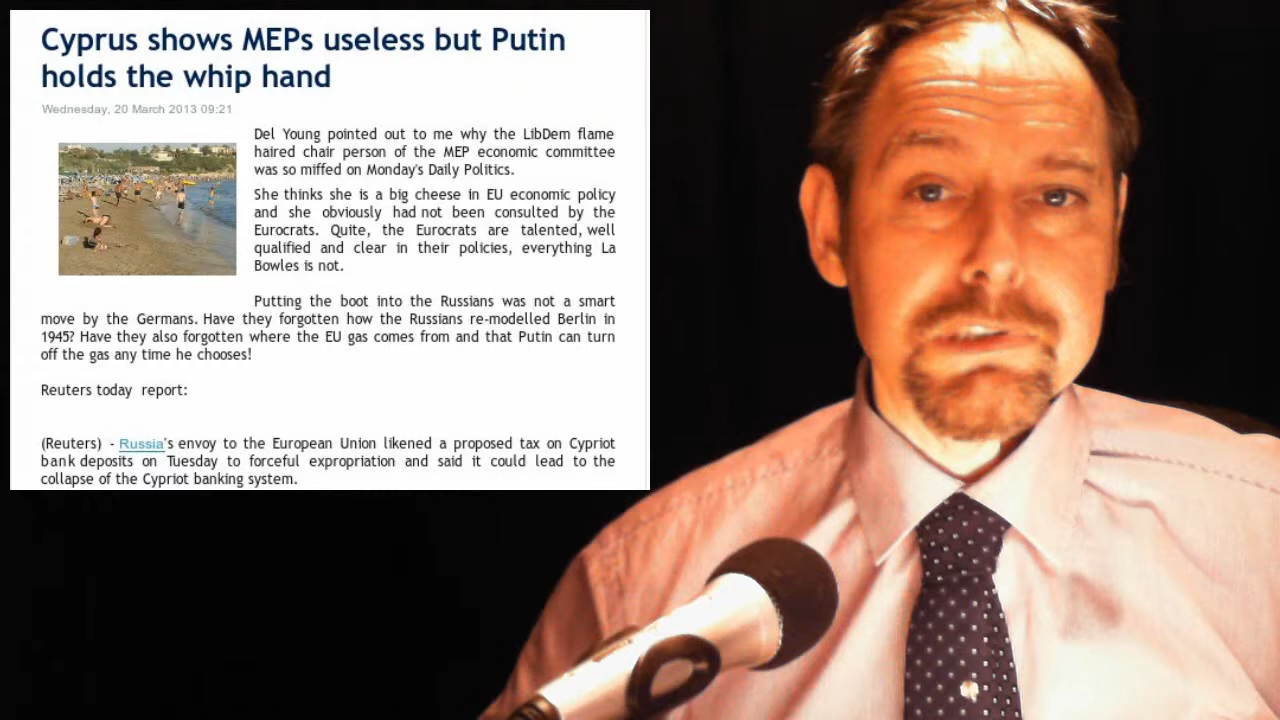 Cyprus shows MEPs useless but Putin
holds the whip hand
Wednesday, 20 March 2013 09:21
Del Young pointed out to me why the LibDem flame
haired chair person of the MEP economic committee
was so miffed on Monday's Daily Politics.
She thinks she is a big cheese in EU economic policy
and she obviously had not been consulted by the
Eurocrats. Quite, the Eurocrats are talented, well
qualified and clear in their policies, everything La
Bowles is not.
Putting the boot into the Russians was not a smart
move by the Germans. Have they forgotten how the Russians re-modelled Berlin in
1945? Have they also forgotten where the EU gas comes from and that Putin can turn
off the gas any time he chooses!
Reuters today report:
(Reuters) - Russia's envoy to the European Union likened a proposed tax on Cypriot
bank deposits on Tuesday to forceful expropriation and said it could lead to the
collapse of the Cypriot banking system.